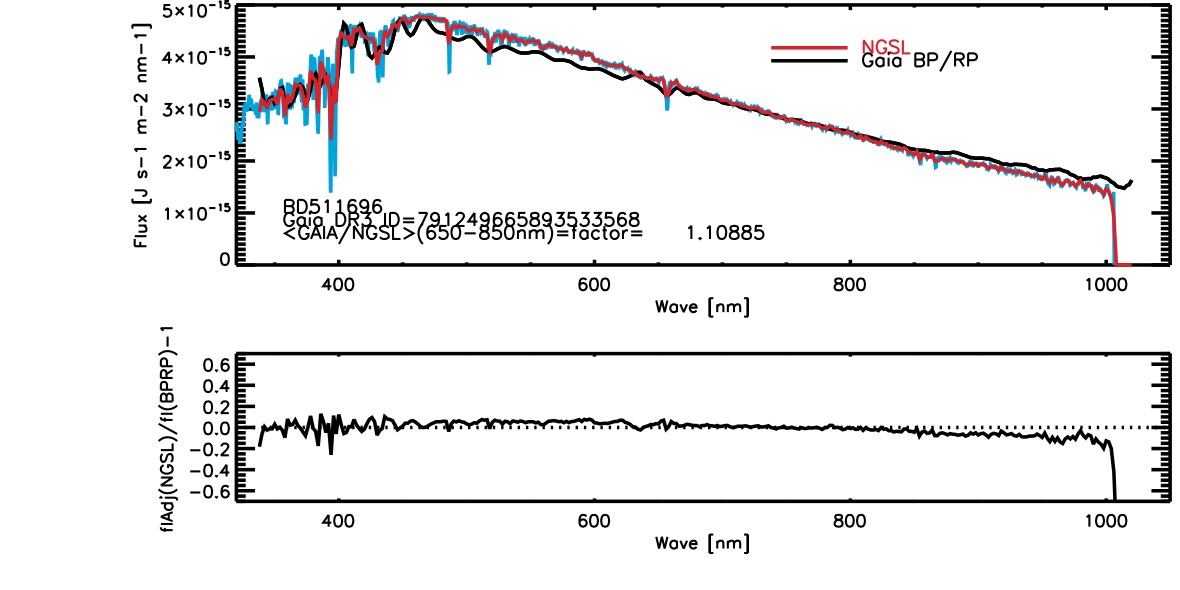 5×10−15
4×10−15
3×10−15
2×10−15
1×10−15
0
Flux [J s−1 m−2 nm−1]
NGSL
Gaia BP/RP
BD511696
Gaia DR3 ID=791249665893533568
<GAIA/NGSL>(650−850nm)=factor= 1.10885
400 600 800 1000
Wave [nm]
flAdj(NGSL)/fl(BPRP)−1
0.6
0.4
0.2
0.0
−0.2
−0.4
−0.6
400 600 800 1000
Wave [nm]